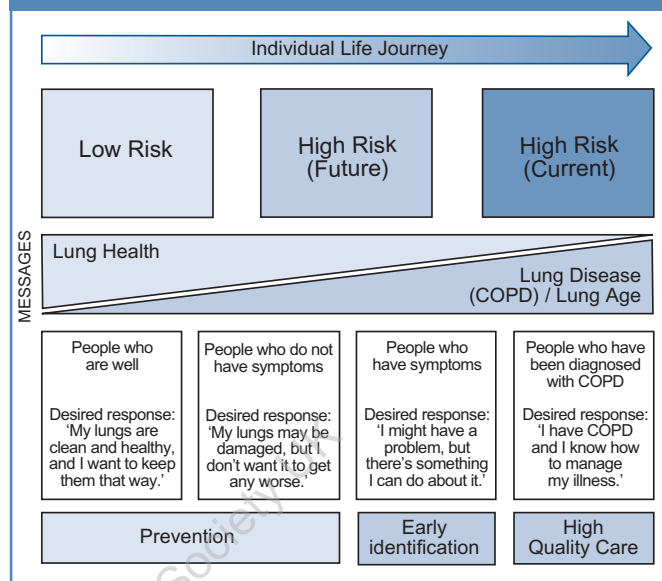 Individual Life Journey
Low Risk
High Risk
(Future)
High Risk
(Current)
MESSAGES
Lung Health
Lung Disease
(COPD) / Lung Age
People who
are well
Desired response:
‘My lungs are
clean and healthy,
and I want to keep
them that way.’
People who do not
have symptoms
Desired response:
‘My lungs may be
damaged, but I
don’t want it to get
any worse.’
People who
have symptoms
Desired response:
‘I might have a
problem, but
there’s something
I can do about it.’
People who have
been diagnosed
with COPD
Desired response:
‘I have COPD
and I know how
to manage
my illness.’
Prevention
Early
identification
High
Quality Care
Society UK